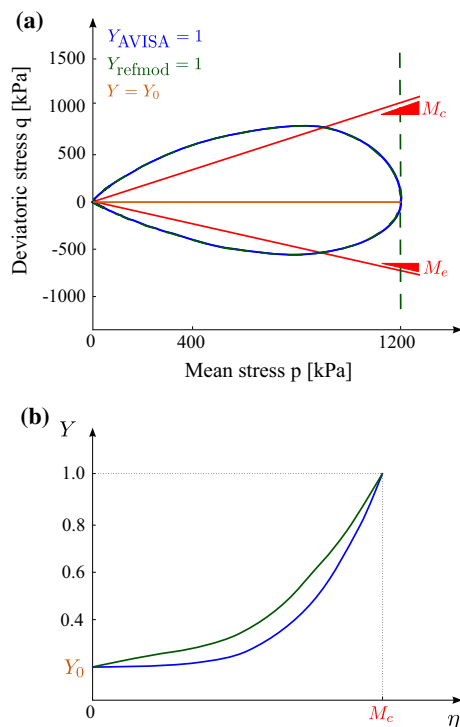 (a)
Y_AVISA = 1
Y_refmod = 1
Y = Y_0
Deviatoric stress q [kPa]
1500
1000
500
0
-500
-1000
M_c
M_e
0
400
1200
Mean stress p [kPa]
(b)
Y
1.0
0.8
0.6
0.4
Y_0
0
M_c
η